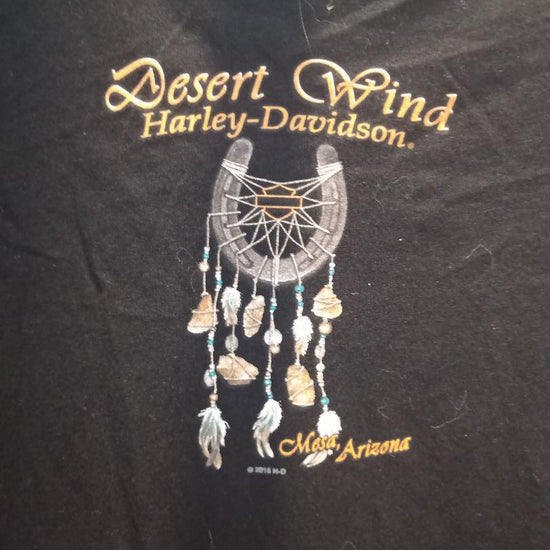 Desert Wind
Harley-Davidson®
Mesa, Arizona
© 2015 H-D